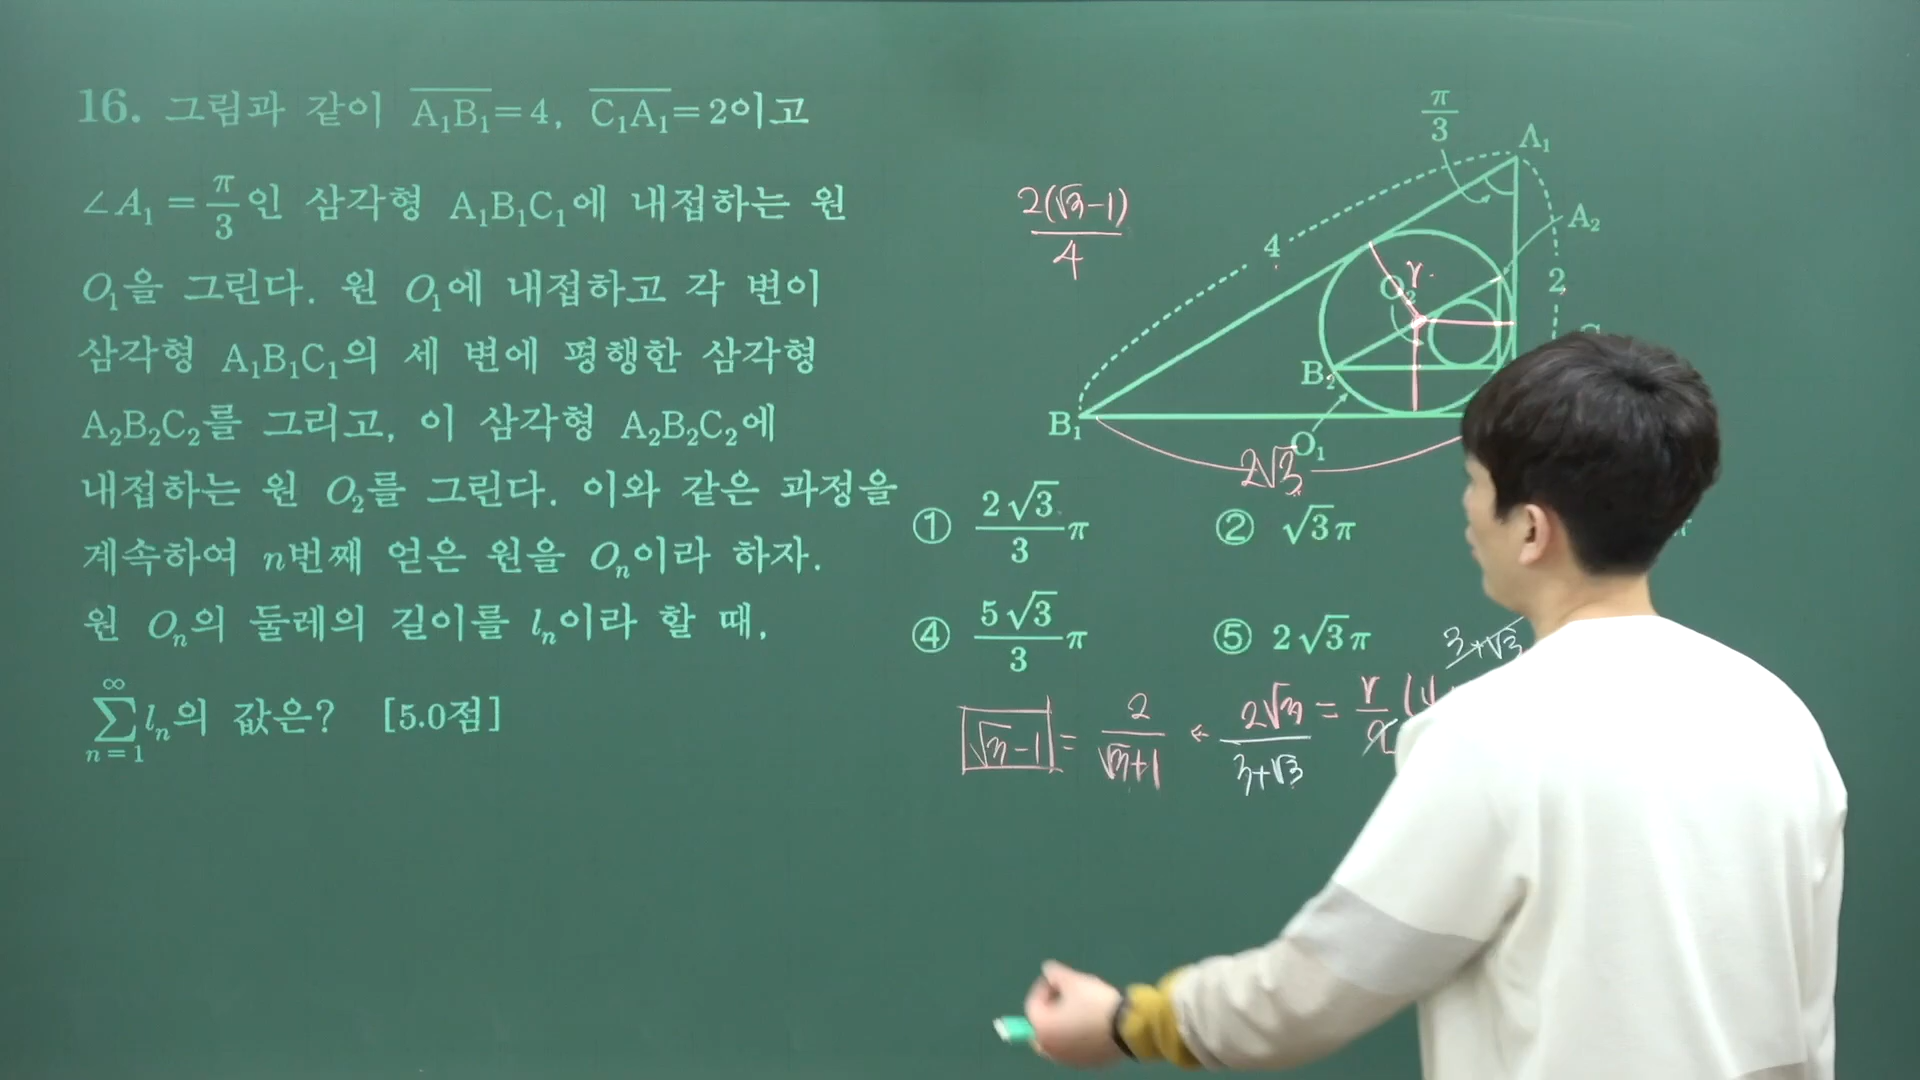 16. 그림과 같이 A₁B₁=4, C₁A₁=2이고
∠A₁ = π/3인 삼각형 A₁B₁C₁에 내접하는 원
O₁을 그린다. 원 O₁에 내접하고 각 변이
삼각형 A₁B₁C₁의 세 변에 평행한 삼각형
A₂B₂C₂를 그리고, 이 삼각형 A₂B₂C₂에
내접하는 원 O₂를 그린다. 이와 같은 과정을
계속하여 n번째 얻은 원을 Oₙ이라 하자.
원 Oₙ의 둘레의 길이를 lₙ이라 할 때,
∞ ∑ n=1 lₙ의 값은? [5.0점]
2(√3-1)/4
π/3
A₁
A₂
4
2
O₂
r
B₂
B₁
O₁
2√3
① 2√3/3 π
② √3π
④ 5√3/3 π
⑤ 2√3π
3+√3
√3-1 = 2/(√3+1) ← 2√3/(3+√3) = r/2 (4